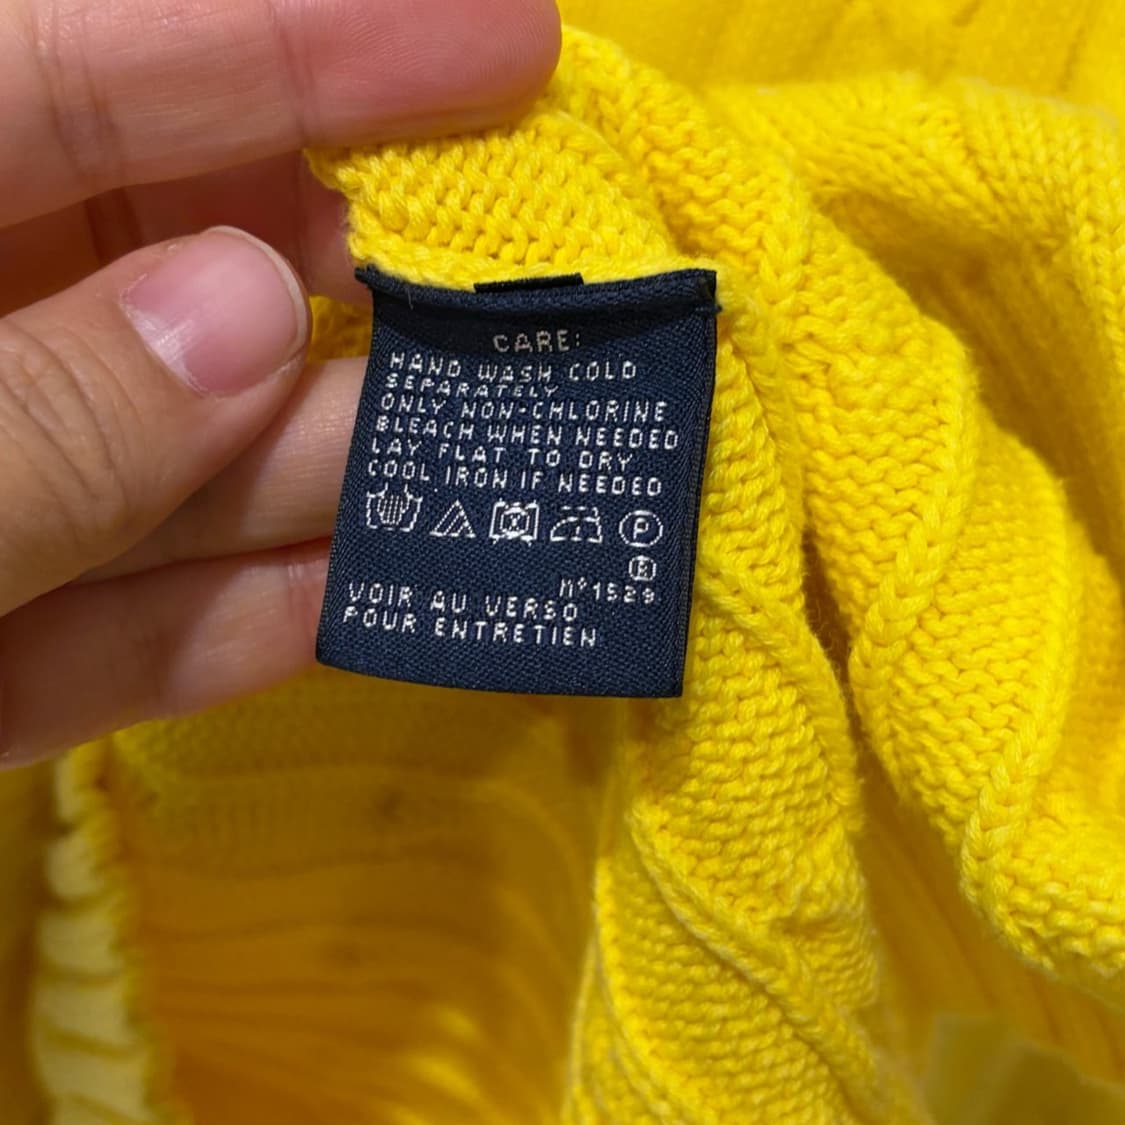 CARE:
HAND WASH COLD
SEPARATELY
ONLY NON-CHLORINE
BLEACH WHEN NEEDED
LAY FLAT TO DRY
COOL IRON IF NEEDED
P
nº1529
VOIR AU VERSO
POUR ENTRETIEN